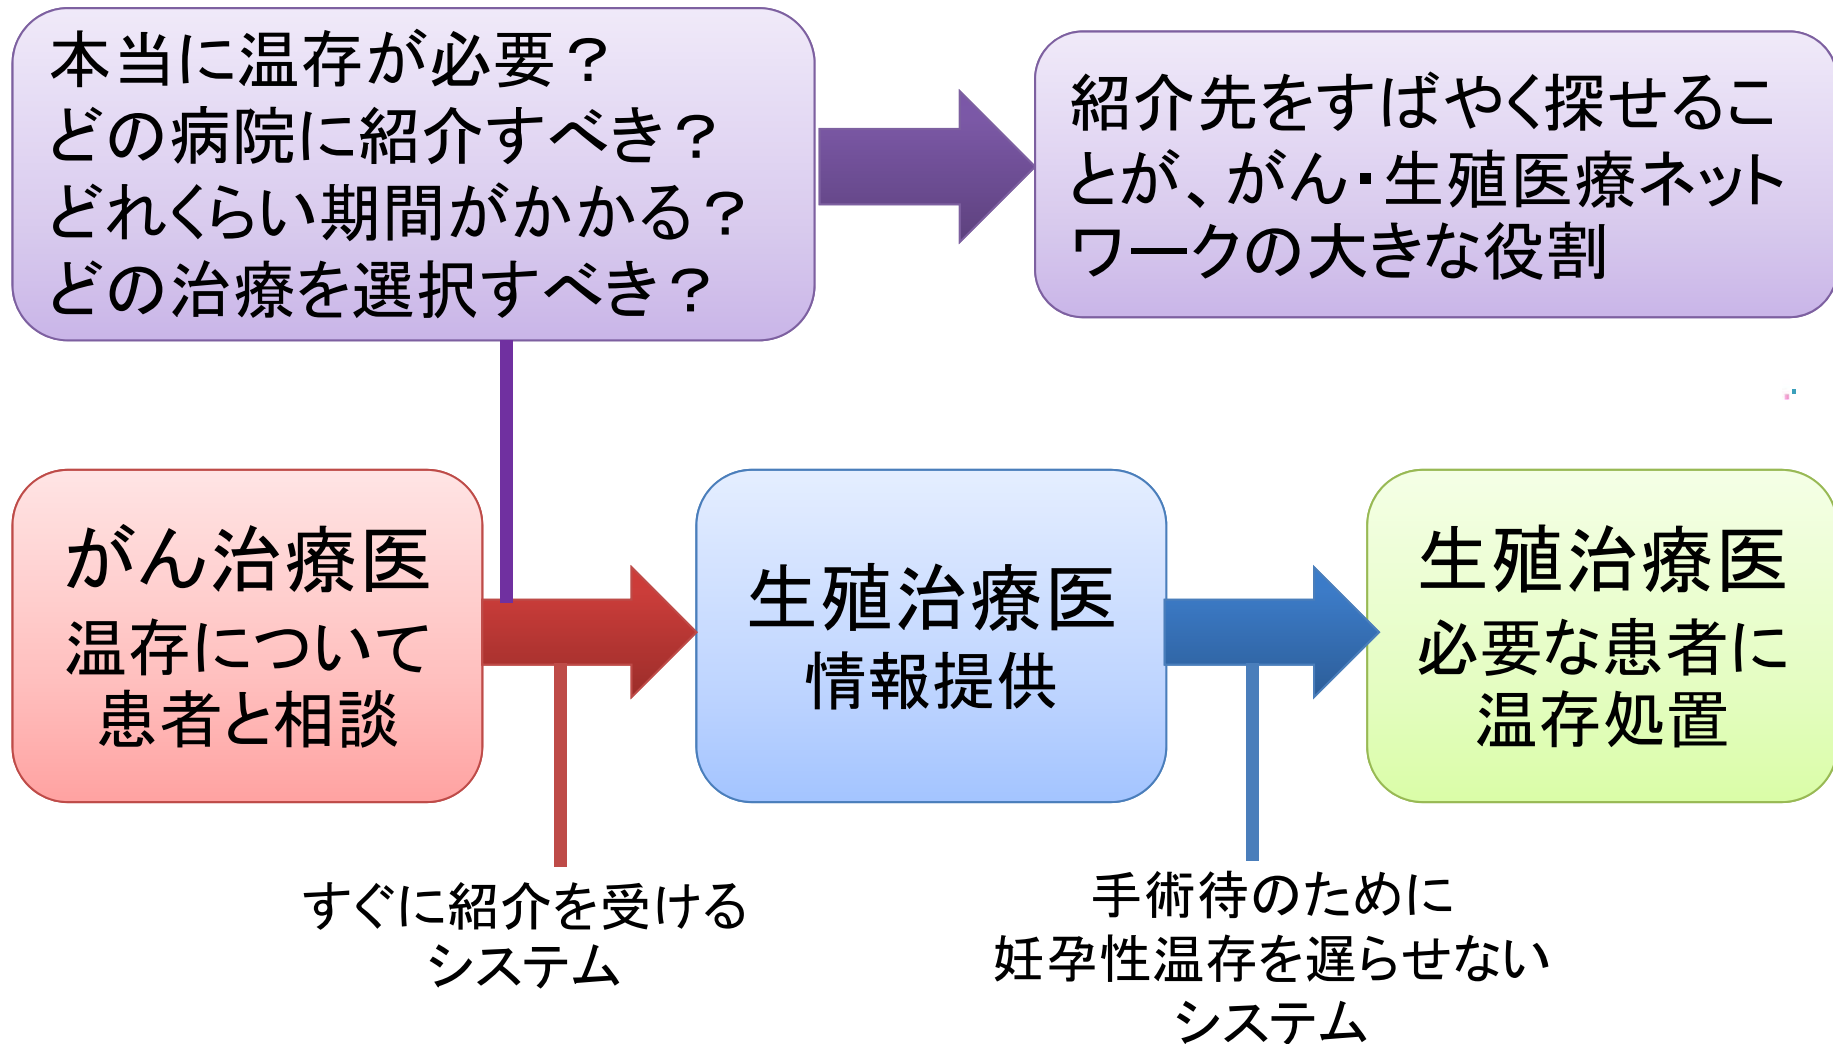 本当に温存が必要？
どの病院に紹介すべき？
どれくらい期間がかかる？
どの治療を選択すべき？
紹介先をすばやく探せるこ
とが、がん・生殖医療ネット
ワークの大きな役割
がん治療医
温存について
患者と相談
生殖治療医
情報提供
生殖治療医
必要な患者に
温存処置
すぐに紹介を受ける
システム
手術待のために
妊孕性温存を遅らせない
システム